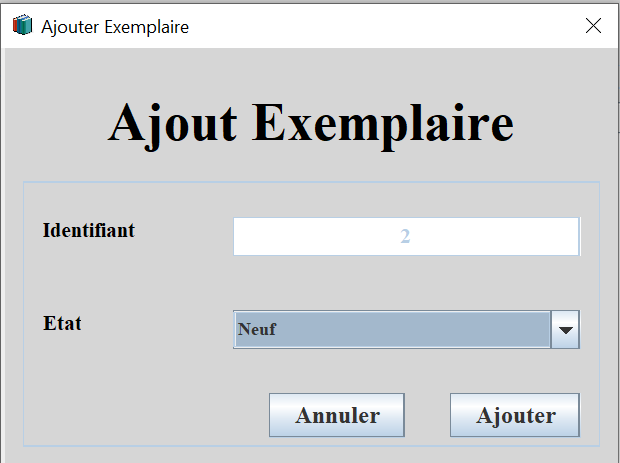 Ajouter Exemplaire
Ajout Exemplaire
Identifiant
2
Etat
Neuf
Annuler
Ajouter